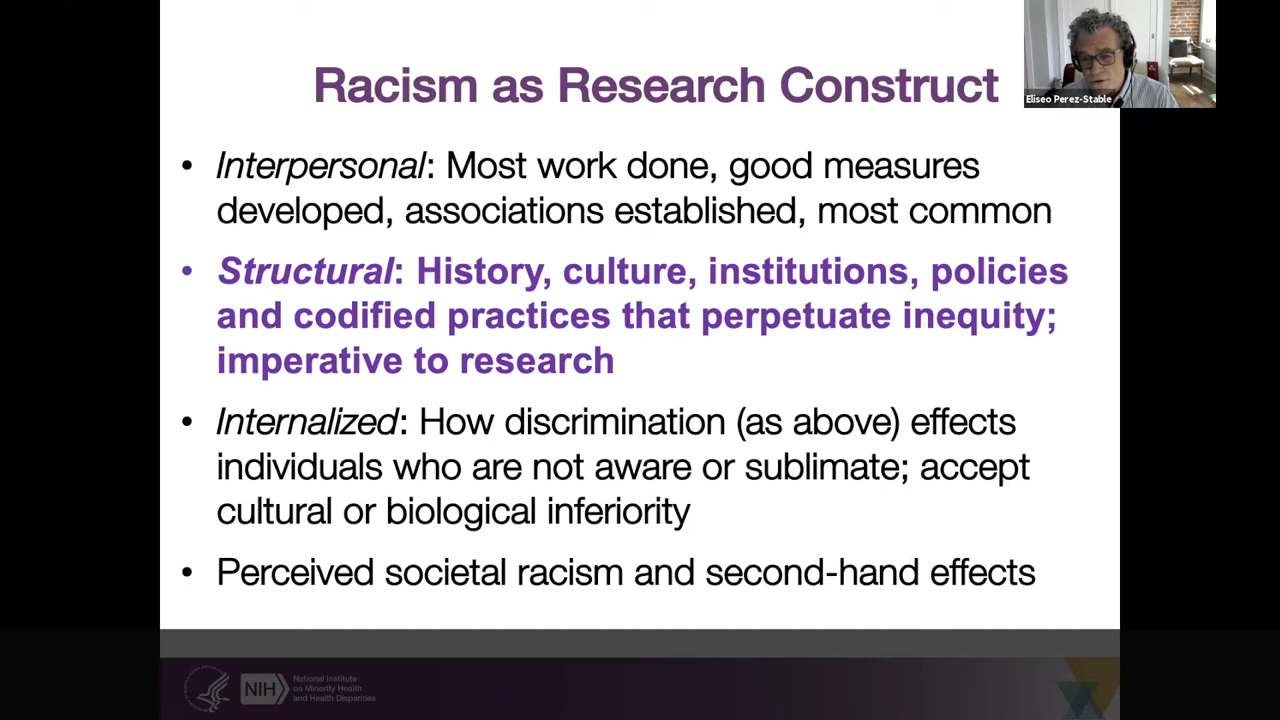 Racism as Research Construct
Eliseo Perez-Stable
• Interpersonal: Most work done, good measures
developed, associations established, most common
• Structural: History, culture, institutions, policies
and codified practices that perpetuate inequity;
imperative to research
• Internalized: How discrimination (as above) effects
individuals who are not aware or sublimate; accept
cultural or biological inferiority
• Perceived societal racism and second-hand effects
NIH
National Institute
on Minority Health
and Health Disparities